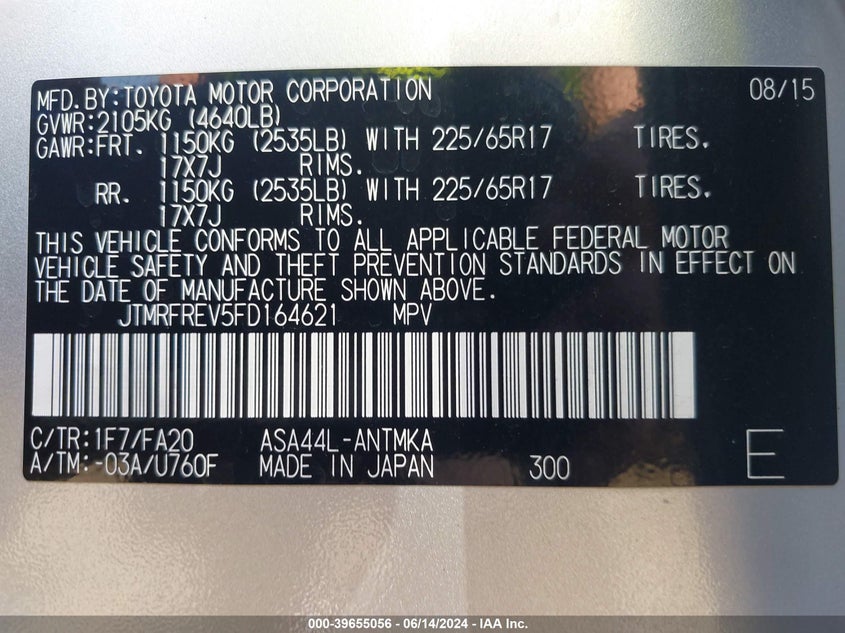 MFD.BY:TOYOTA MOTOR CORPORATION 08/15
GVWR:2105KG (4640LB)
GAWR:FRT. 1150KG (2535LB) WITH 225/65R17 TIRES.
17X7J RIMS.
RR. 1150KG (2535LB) WITH 225/65R17 TIRES.
17X7J RIMS.
THIS VEHICLE CONFORMS TO ALL APPLICABLE FEDERAL MOTOR
VEHICLE SAFETY AND THEFT PREVENTION STANDARDS IN EFFECT ON
THE DATE OF MANUFACTURE SHOWN ABOVE.
JTMRFREV5FD164621 MPV
C/TR:1F7/FA20 ASA44L-ANTMKA
A/TM:-03A/U760F MADE IN JAPAN 300 E
000-39655056 - 06/14/2024 - IAA Inc.